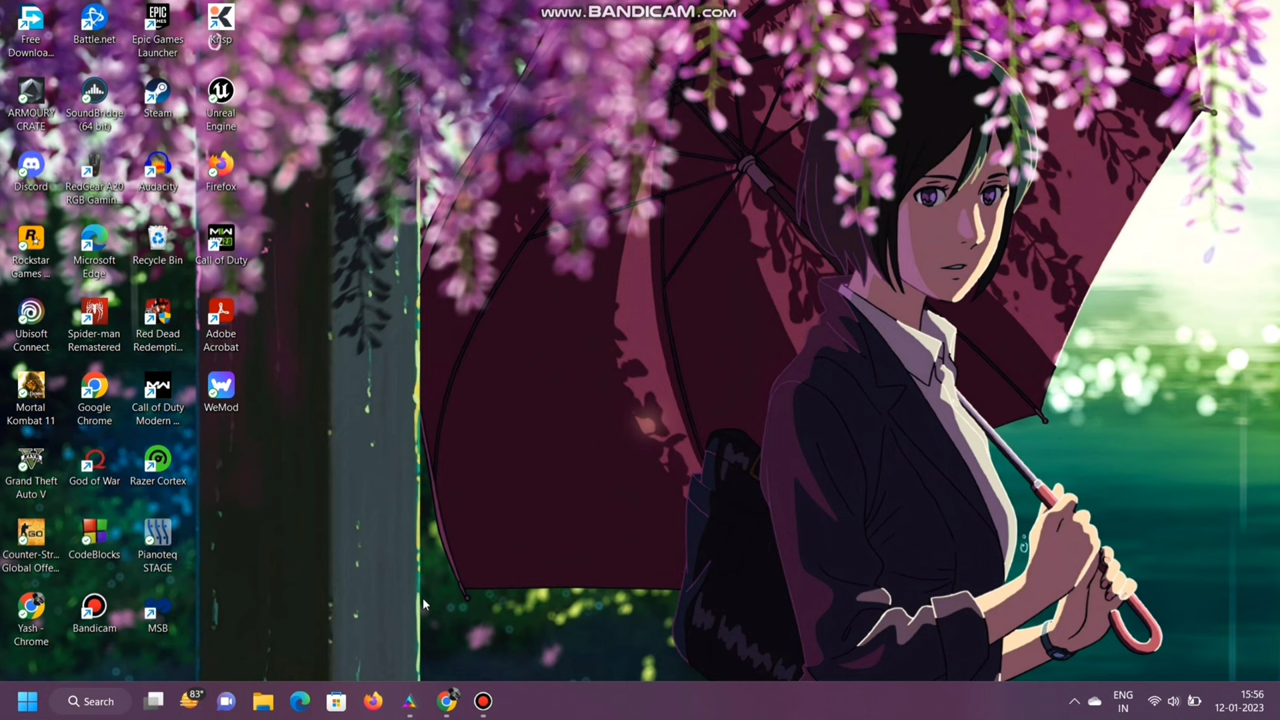 www.BANDICAM.com
Free
Downloa...
Battle.net
Epic Games
Launcher
Krisp
ARMOURY
CRATE
SoundBridge
(64 bit)
Steam
Unreal
Engine
Discord
RedGear A20
RGB Gamin...
Audacity
Firefox
Rockstar
Games ...
Microsoft
Edge
Recycle Bin
Call of Duty
Ubisoft
Connect
Spider-man
Remastered
Red Dead
Redempti...
Adobe
Acrobat
Mortal
Kombat 11
Google
Chrome
Call of Duty
Modern ...
WeMod
Grand Theft
Auto V
God of War
Razer Cortex
Counter-Str...
Global Offe...
CodeBlocks
Pianoteq
STAGE
Yash -
Chrome
Bandicam
MSB
Search
83°
ENG
IN
15:56
12-01-2023